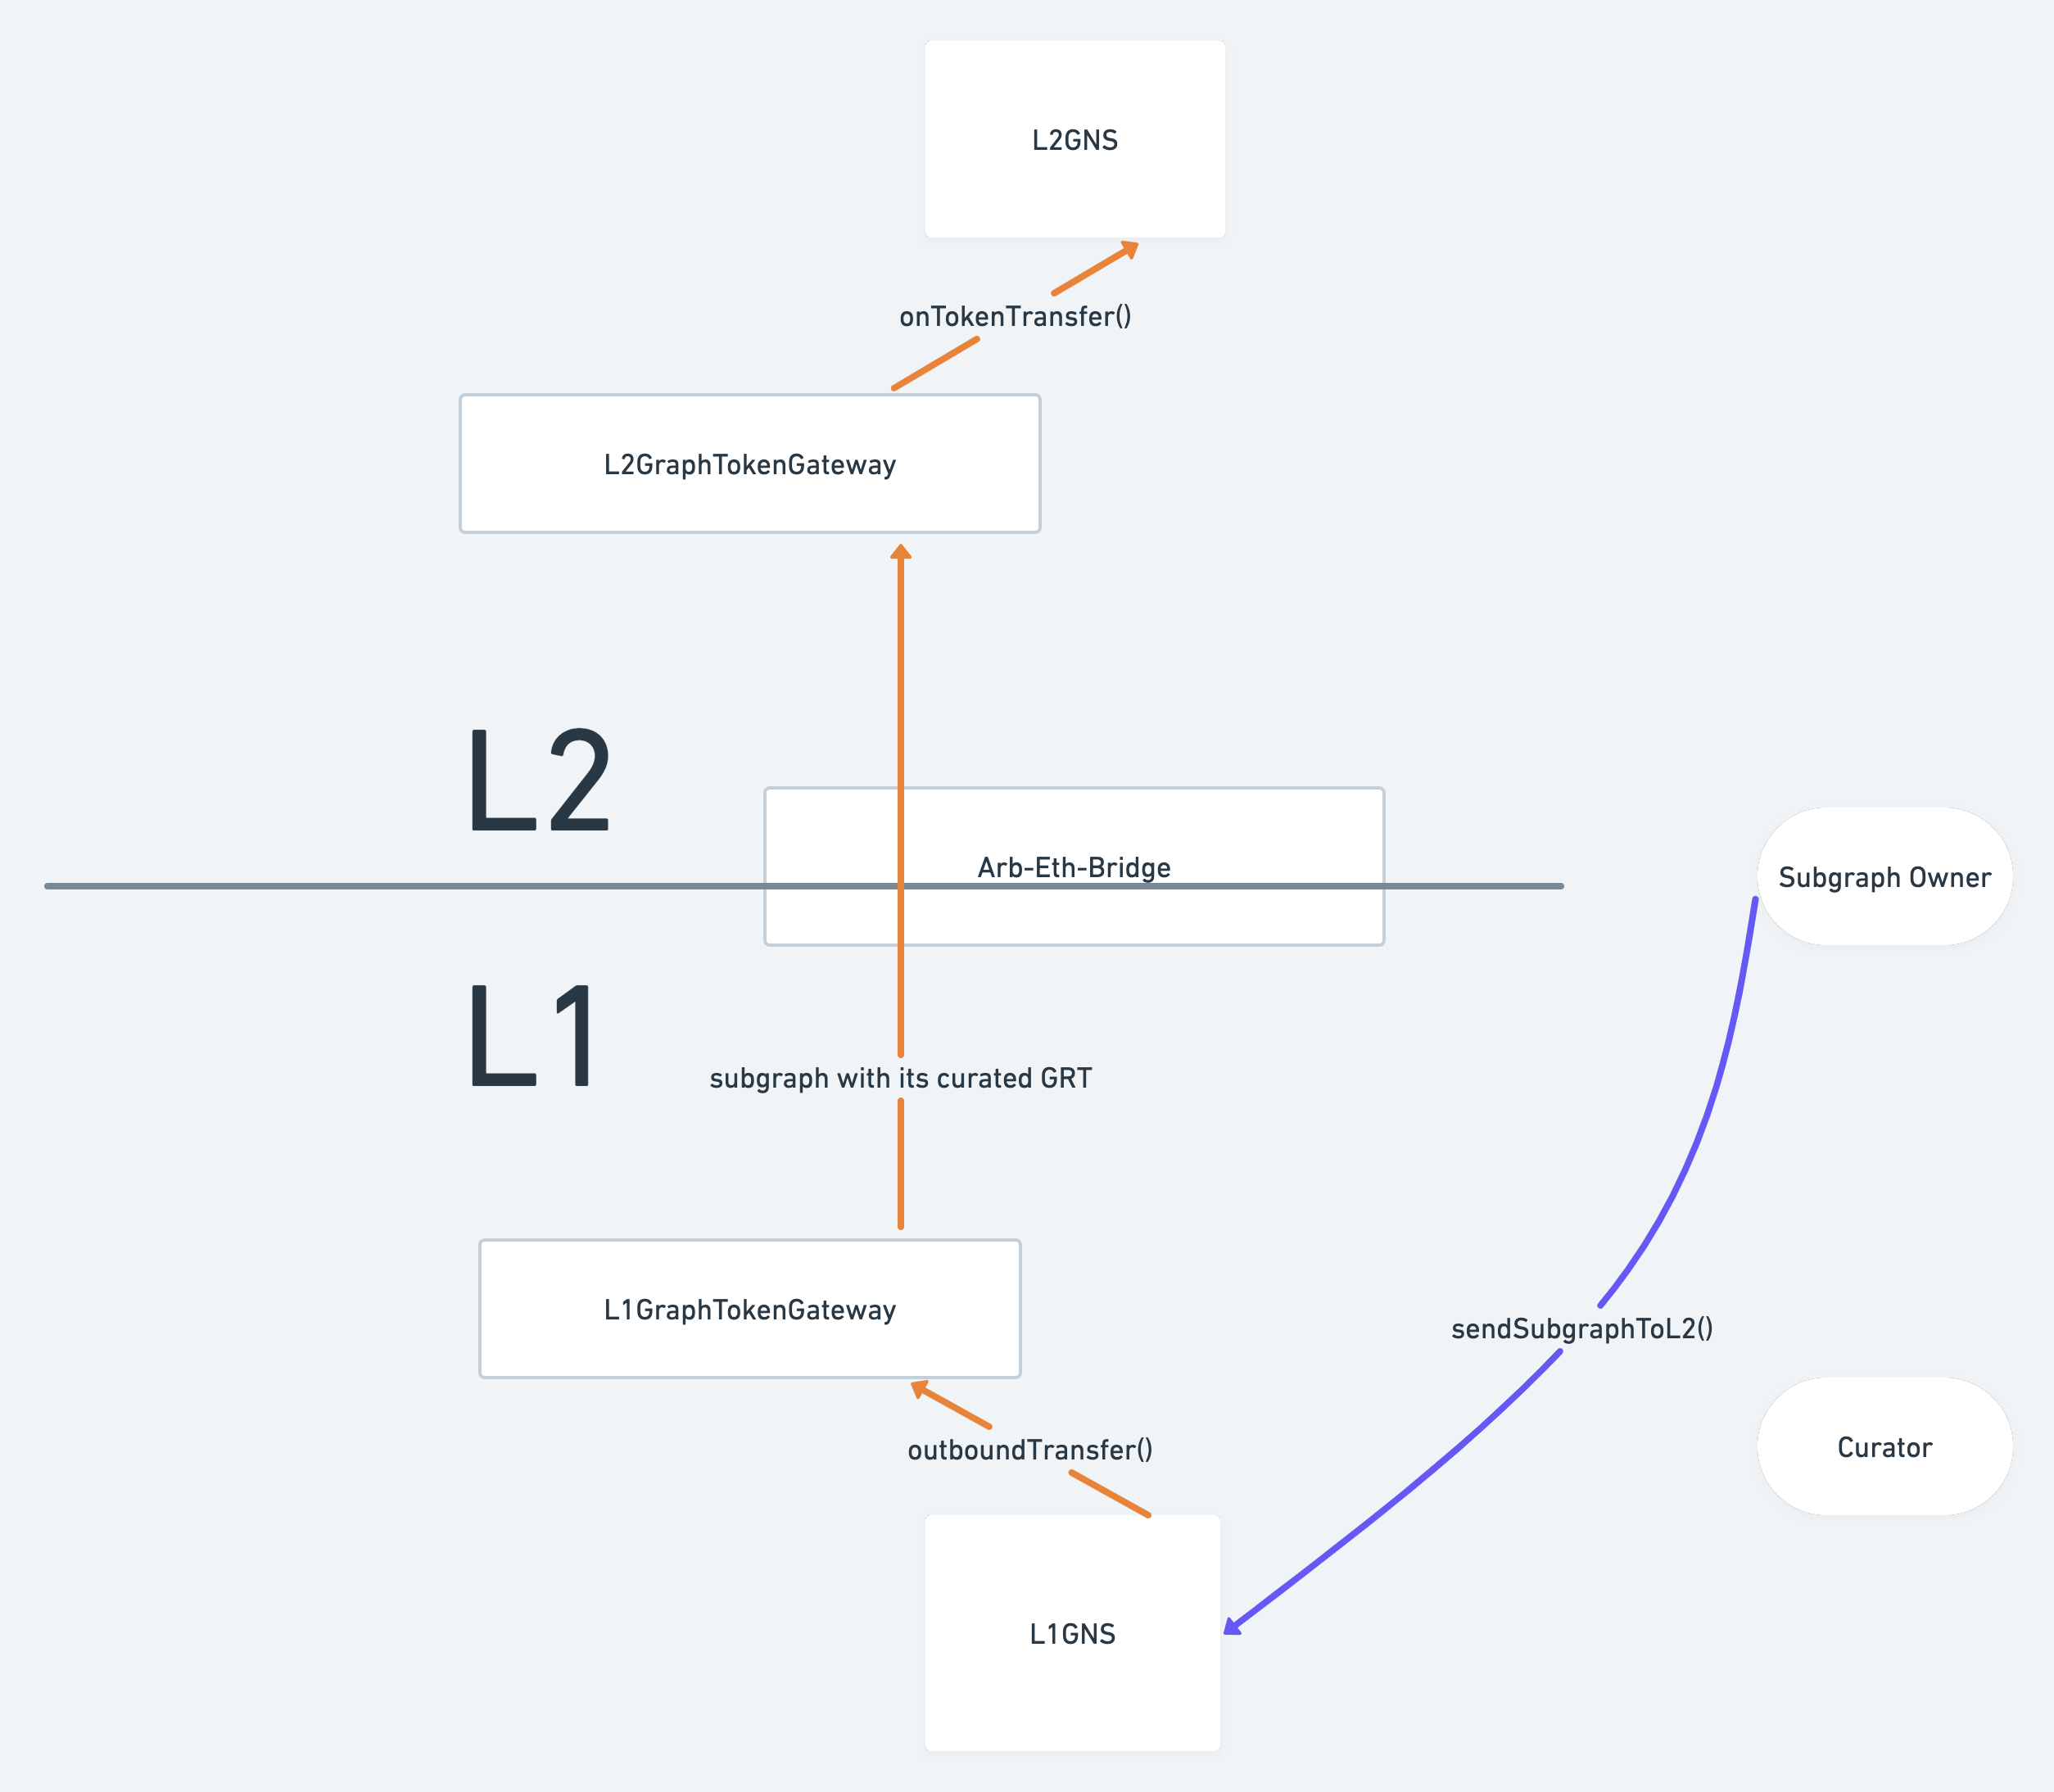 L2GNS
onTokenTransfer()
L2GraphTokenGateway
L2
Arb-Eth-Bridge
Subgraph Owner
L1
subgraph with its curated GRT
L1GraphTokenGateway
sendSubgraphToL2()
Curator
outboundTransfer()
L1GNS